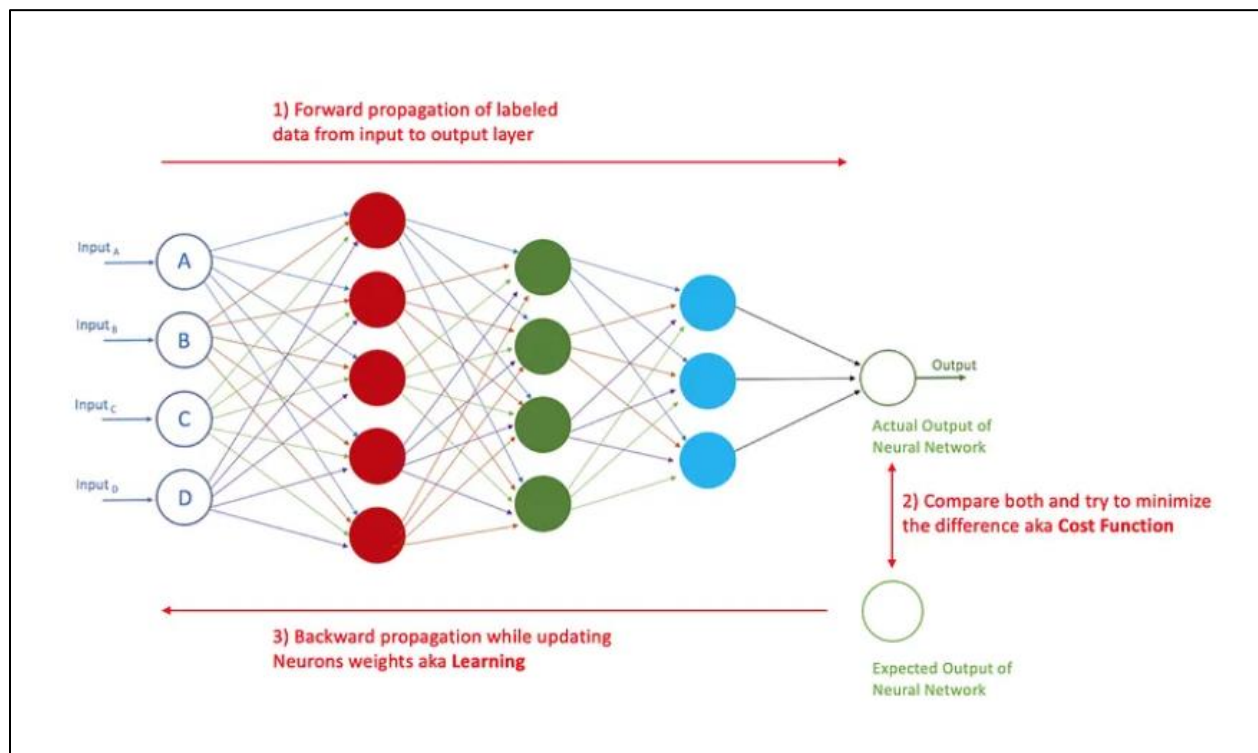 1) Forward propagation of labeled
data from input to output layer
Input A
A
Input B
B
Input C
C
Input D
D
Output
Actual Output of
Neural Network
2) Compare both and try to minimize
the difference aka Cost Function
3) Backward propagation while updating
Neurons weights aka Learning
Expected Output of
Neural Network